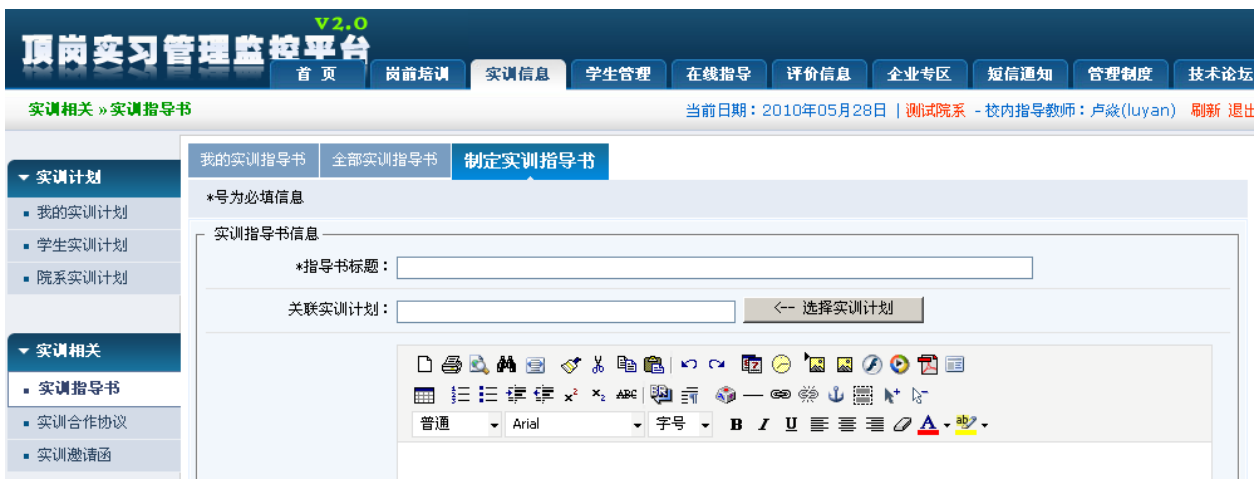 V2.0
顶岗实习管理监控平台
首 页 岗前培训 实训信息 学生管理 在线指导 评价信息 企业专区 短信通知 管理制度 技术论坛
实训相关 » 实训指导书 当前日期：2010年05月28日 | 测试院系 - 校内指导教师：卢燚(luyan) 刷新 退出
我的实训指导书 全部实训指导书 制定实训指导书
实训计划
*号为必填信息
我的实训计划
实训指导书信息
学生实训计划
*指导书标题：
院系实训计划
关联实训计划： <-- 选择实训计划
实训相关
实训指导书
x² x₂ ABC
实训合作协议
普通 Arial 字号 B I U A ab
实训邀请函